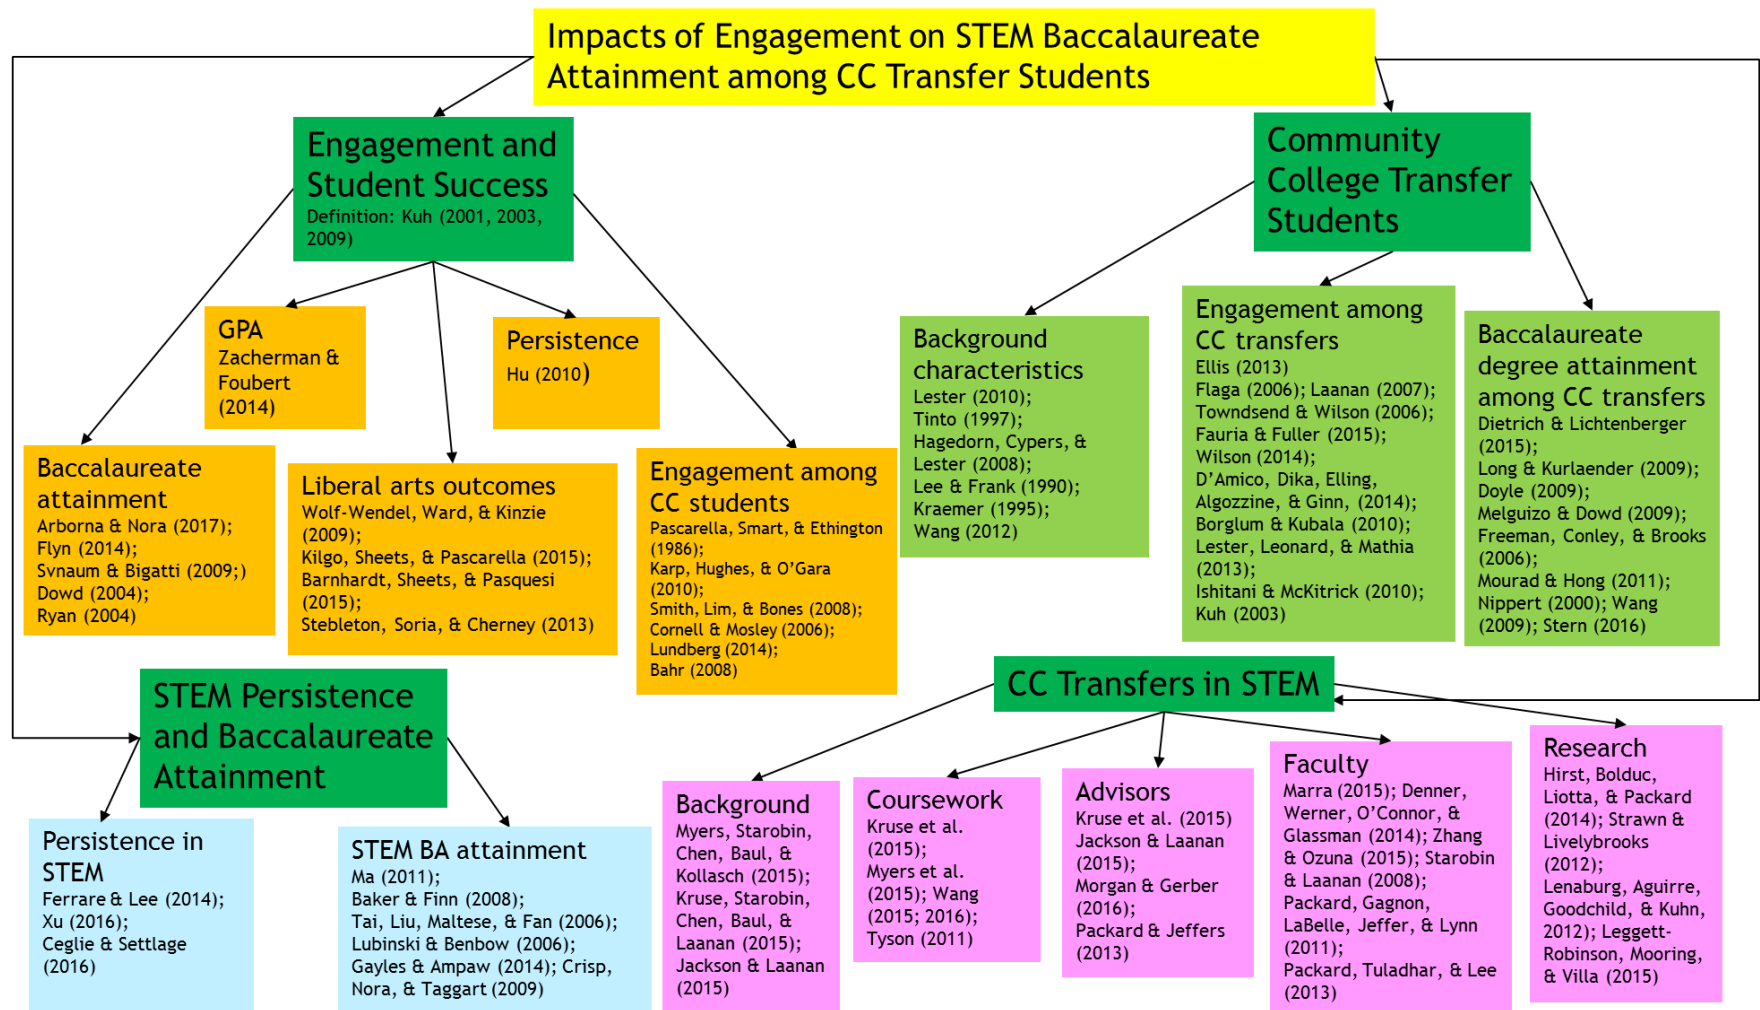 Impacts of Engagement on STEM Baccalaureate
Attainment among CC Transfer Students
Engagement and
Student Success
Definition: Kuh (2001, 2003,
2009)
Community
College Transfer
Students
GPA
Zacherman &
Foubert
(2014)
Persistence
Hu (2010)
Baccalaureate
attainment
Arborna & Nora (2017);
Flyn (2014);
Svnaum & Bigatti (2009;)
Dowd (2004);
Ryan (2004)
Liberal arts outcomes
Wolf-Wendel, Ward, & Kinzie
(2009);
Kilgo, Sheets, & Pascarella (2015);
Barnhardt, Sheets, & Pasquesi
(2015);
Stebleton, Soria, & Cherney (2013)
Engagement among
CC students
Pascarella, Smart, & Ethington
(1986);
Karp, Hughes, & O’Gara
(2010);
Smith, Lim, & Bones (2008);
Cornell & Mosley (2006);
Lundberg (2014);
Bahr (2008)
Background
characteristics
Lester (2010);
Tinto (1997);
Hagedorn, Cypers, &
Lester (2008);
Lee & Frank (1990);
Kraemer (1995);
Wang (2012)
Engagement among
CC transfers
Ellis (2013)
Flaga (2006); Laanan (2007);
Towndsend & Wilson (2006);
Fauria & Fuller (2015);
Wilson (2014);
D’Amico, Dika, Elling,
Algozzine, & Ginn, (2014);
Borglum & Kubala (2010);
Lester, Leonard, & Mathia
(2013);
Ishitani & McKitrick (2010);
Kuh (2003)
Baccalaureate
degree attainment
among CC transfers
Dietrich & Lichtenberger
(2015);
Long & Kurlaender (2009);
Doyle (2009);
Melguizo & Dowd (2009);
Freeman, Conley, & Brooks
(2006);
Mourad & Hong (2011);
Nippert (2000); Wang
(2009); Stern (2016)
STEM Persistence
and Baccalaureate
Attainment
CC Transfers in STEM
Persistence in
STEM
Ferrare & Lee (2014);
Xu (2016);
Ceglie & Settlage
(2016)
STEM BA attainment
Ma (2011);
Baker & Finn (2008);
Tai, Liu, Maltese, & Fan (2006);
Lubinski & Benbow (2006);
Gayles & Ampaw (2014); Crisp,
Nora, & Taggart (2009)
Background
Myers, Starobin,
Chen, Baul, &
Kollasch (2015);
Kruse, Starobin,
Chen, Baul, &
Laanan (2015);
Jackson & Laanan
(2015)
Coursework
Kruse et al.
(2015);
Myers et al.
(2015); Wang
(2015; 2016);
Tyson (2011)
Advisors
Kruse et al. (2015)
Jackson & Laanan
(2015);
Morgan & Gerber
(2016);
Packard & Jeffers
(2013)
Faculty
Marra (2015); Denner,
Werner, O’Connor, &
Glassman (2014); Zhang
& Ozuna (2015); Starobin
& Laanan (2008);
Packard, Gagnon,
LaBelle, Jeffer, & Lynn
(2011);
Packard, Tuladhar, & Lee
(2013)
Research
Hirst, Bolduc,
Liotta, & Packard
(2014); Strawn &
Livelybrooks
(2012);
Lenaburg, Aguirre,
Goodchild, & Kuhn,
2012); Leggett-
Robinson, Mooring,
& Villa (2015)